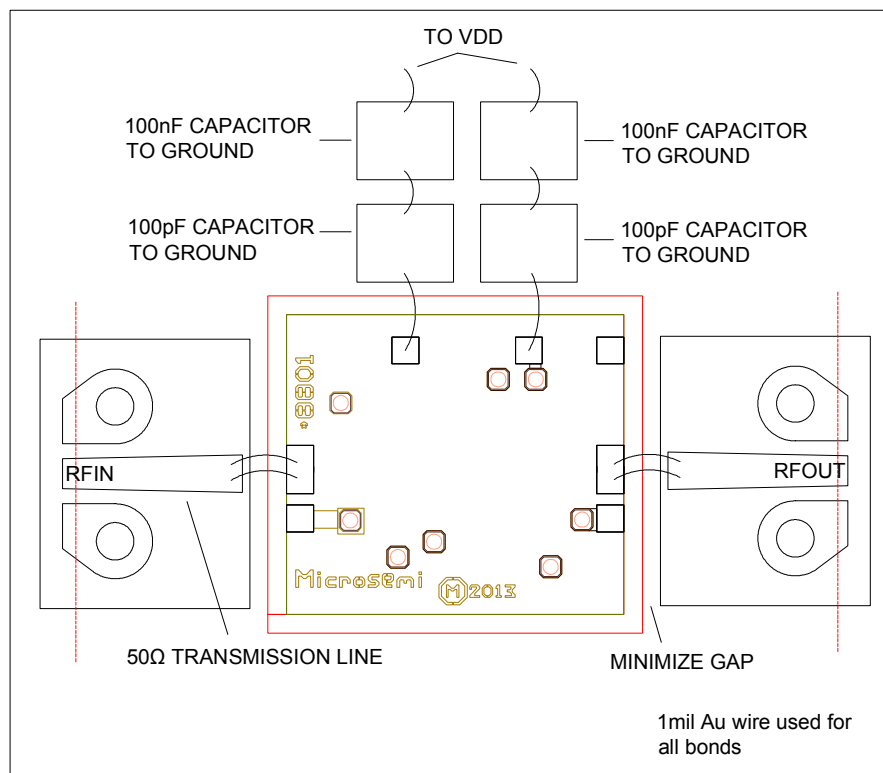 TO VDD
100nF CAPACITOR
TO GROUND
100nF CAPACITOR
TO GROUND
100pF CAPACITOR
TO GROUND
100pF CAPACITOR
TO GROUND
8801
RFIN
RFOUT
Microsemi
M 2013
50Ω TRANSMISSION LINE
MINIMIZE GAP
1mil Au wire used for
all bonds